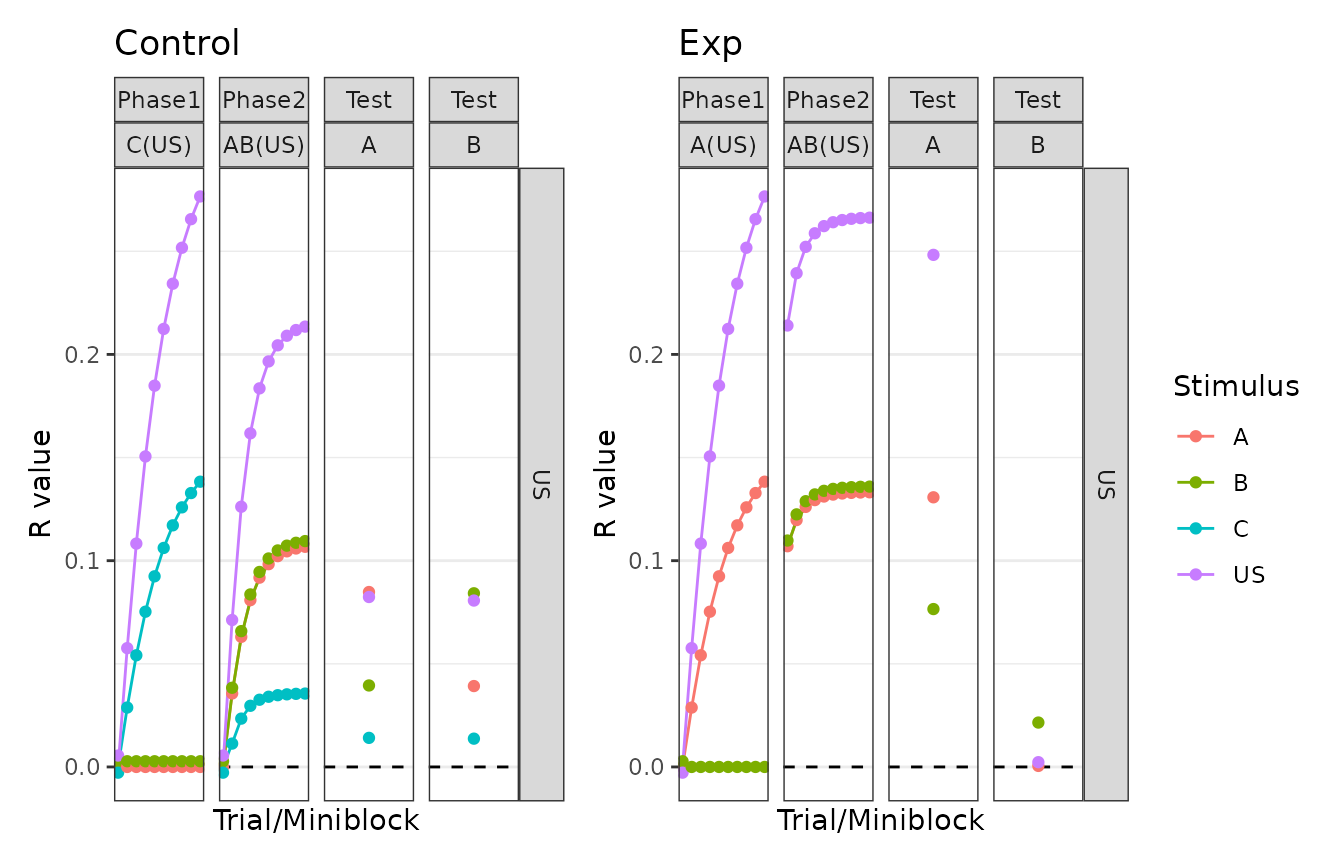 Control
Exp
Phase1
Phase2
Test
Test
Phase1
Phase2
Test
Test
C(US)
AB(US)
A
B
A(US)
AB(US)
A
B
0.2
0.1
0.0
R value
US
0.2
0.1
0.0
R value
US
Trial/Miniblock
Trial/Miniblock
Stimulus
A
B
C
US